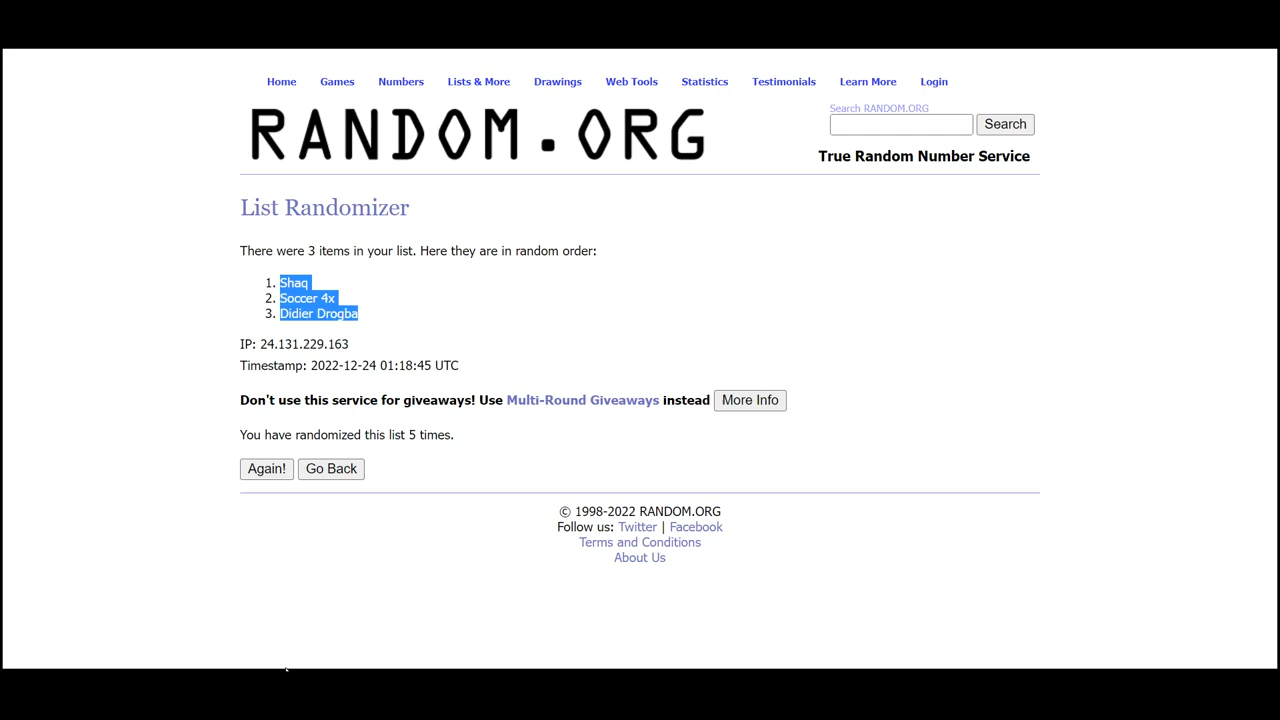 Home Games Numbers Lists & More Drawings Web Tools Statistics Testimonials Learn More Login
RANDOM.ORG
Search RANDOM.ORG
Search
True Random Number Service
List Randomizer
There were 3 items in your list. Here they are in random order:
1. Shaq
2. Soccer 4x
3. Didier Drogba
IP: 24.131.229.163
Timestamp: 2022-12-24 01:18:45 UTC
Don't use this service for giveaways! Use Multi-Round Giveaways instead More Info
You have randomized this list 5 times.
Again! Go Back
© 1998-2022 RANDOM.ORG
Follow us: Twitter | Facebook
Terms and Conditions
About Us